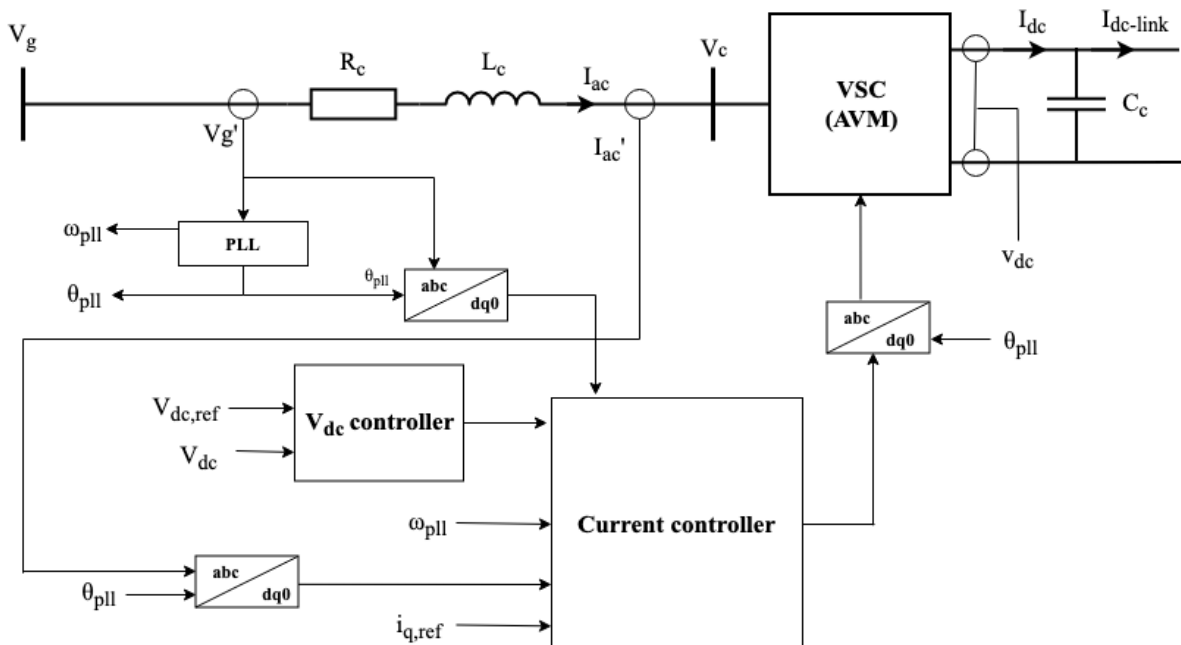 V_g
R_c
L_c
I_ac
V_c
VSC
(AVM)
I_dc
I_dc-link
C_c
Vg'
I_ac'
ω_pll
PLL
v_dc
θ_pll
θ_pll
abc
dq0
abc
dq0
θ_pll
V_dc,ref
V_dc
V_dc controller
ω_pll
Current controller
abc
dq0
θ_pll
i_q,ref